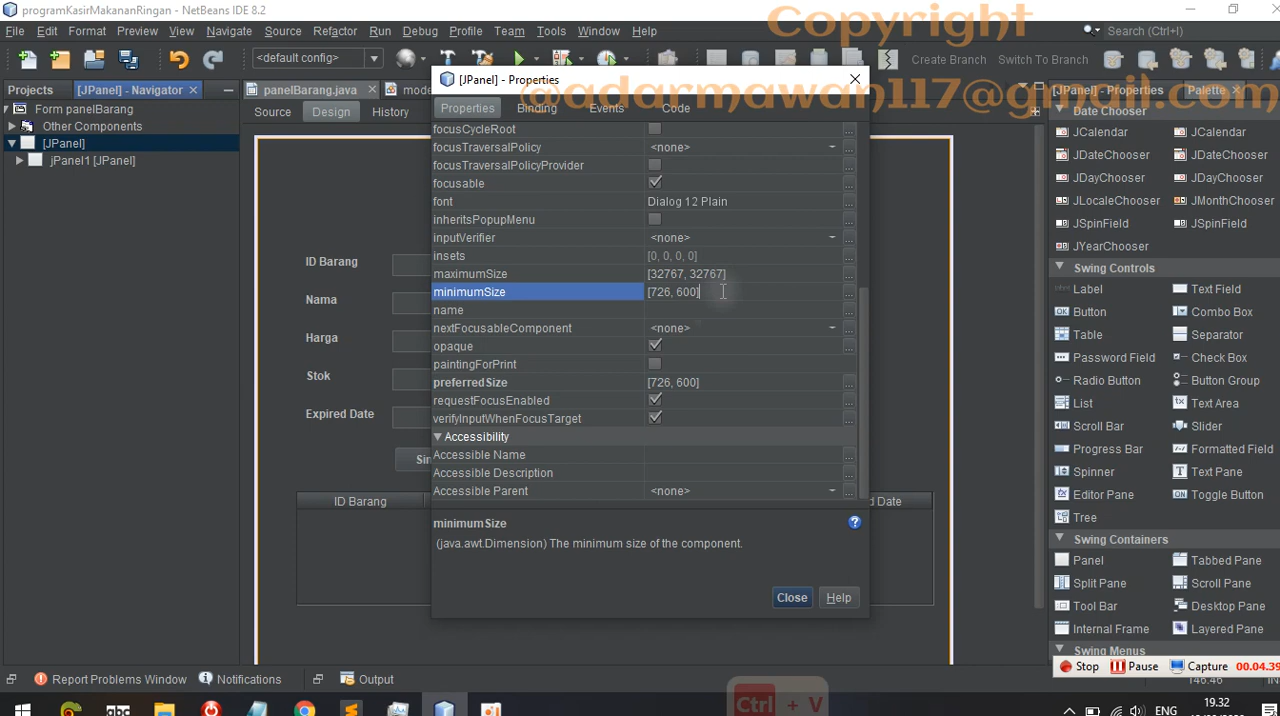 programKasirMakananRingan - NetBeans IDE 8.2
Copyright
@adarmawan117@gmail.com
File Edit Format Preview View Navigate Source Refactor Run Debug Profile Team Tools Window Help
Search (Ctrl+I)
<default config>
Create Branch Switch To Branch
Projects [JPanel] - Navigator ×
Form panelBarang
Other Components
[JPanel]
jPanel1 [JPanel]
panelBarang.java ×
Source Design History
ID Barang
Nama
Harga
Stok
Expired Date
ID Barang
[JPanel] - Properties
Properties Binding Events Code
focusCycleRoot
focusTraversalPolicy <none>
focusTraversalPolicyProvider
focusable
font Dialog 12 Plain
inheritsPopupMenu
inputVerifier <none>
insets [0, 0, 0, 0]
maximumSize [32767, 32767]
minimumSize [726, 600]
name
nextFocusableComponent <none>
opaque
paintingForPrint
preferredSize [726, 600]
requestFocusEnabled
verifyInputWhenFocusTarget
Accessibility
Accessible Name
Accessible Description
Accessible Parent <none>
minimumSize
(java.awt.Dimension) The minimum size of the component.
Close Help
[JPanel] - Properties Palette ×
Date Chooser
JCalendar JCalendar
JDateChooser JDateChooser
JDayChooser JDayChooser
JLocaleChooser JMonthChooser
JSpinField JSpinField
JYearChooser
Swing Controls
Label Text Field
Button Combo Box
Table Separator
Password Field Check Box
Radio Button Button Group
List Text Area
Scroll Bar Slider
Progress Bar Formatted Field
Spinner Text Pane
Editor Pane Toggle Button
Tree
Swing Containers
Panel Tabbed Pane
Split Pane Scroll Pane
Tool Bar Desktop Pane
Internal Frame Layered Pane
Swing Menus
Stop Pause Capture 00.04.39
Report Problems Window Notifications Output
Ctrl + V
ENG
19.32